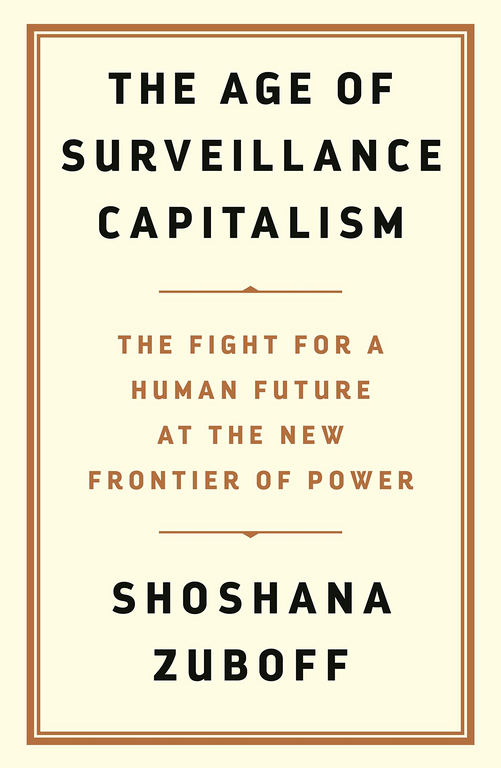 THE AGE OF
SURVEILLANCE
CAPITALISM
THE FIGHT FOR A
HUMAN FUTURE
AT THE NEW
FRONTIER OF POWER
SHOSHANA
ZUBOFF